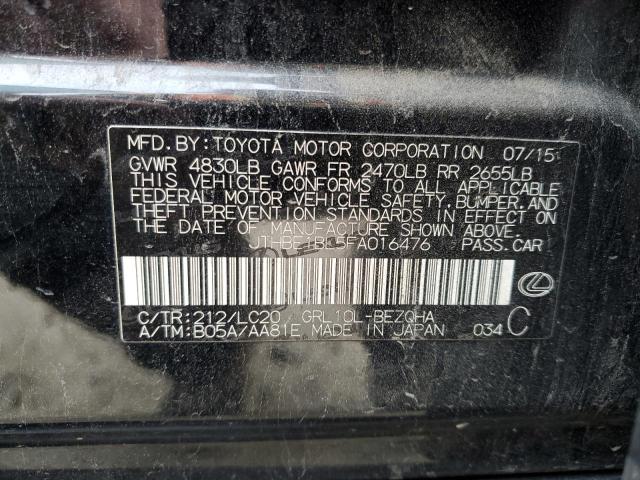 MFD.BY:TOYOTA MOTOR CORPORATION 07/15
GVWR 4830LB GAWR FR 2470LB RR 2655LB
THIS VEHICLE CONFORMS TO ALL APPLICABLE
FEDERAL MOTOR VEHICLE SAFETY,BUMPER,AND
THEFT PREVENTION STANDARDS IN EFFECT ON
THE DATE OF MANUFACTURE SHOWN ABOVE.
PASS.CAR
C/TR:212/LC20 GRL10L-BEZQHA
A/TM:B05A/AA81E MADE IN JAPAN 034 C